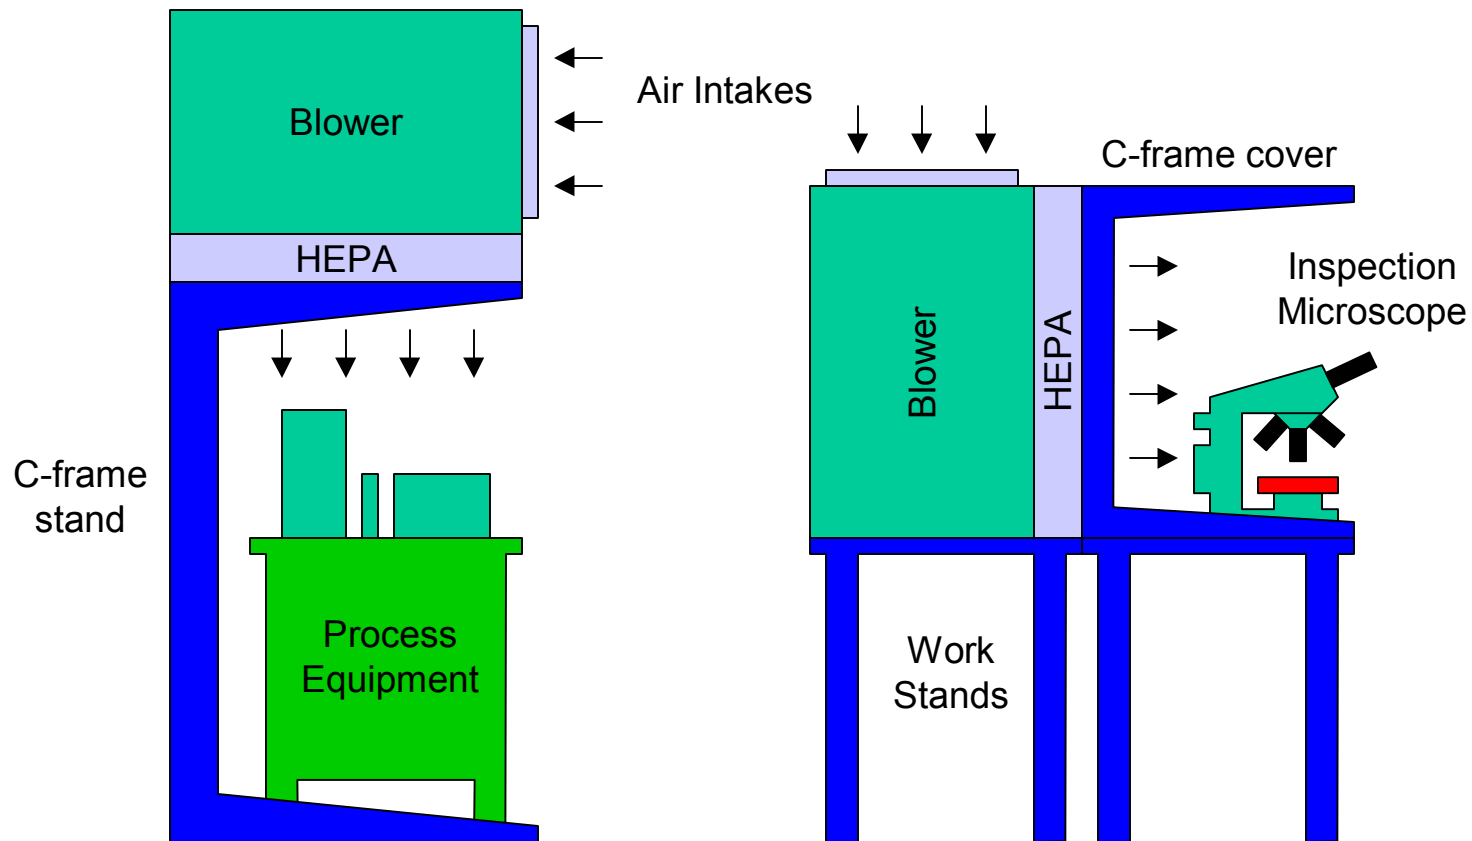 Blower
Air Intakes
HEPA
C-frame
stand
Process
Equipment
C-frame cover
Inspection
Microscope
Blower
HEPA
Work
Stands